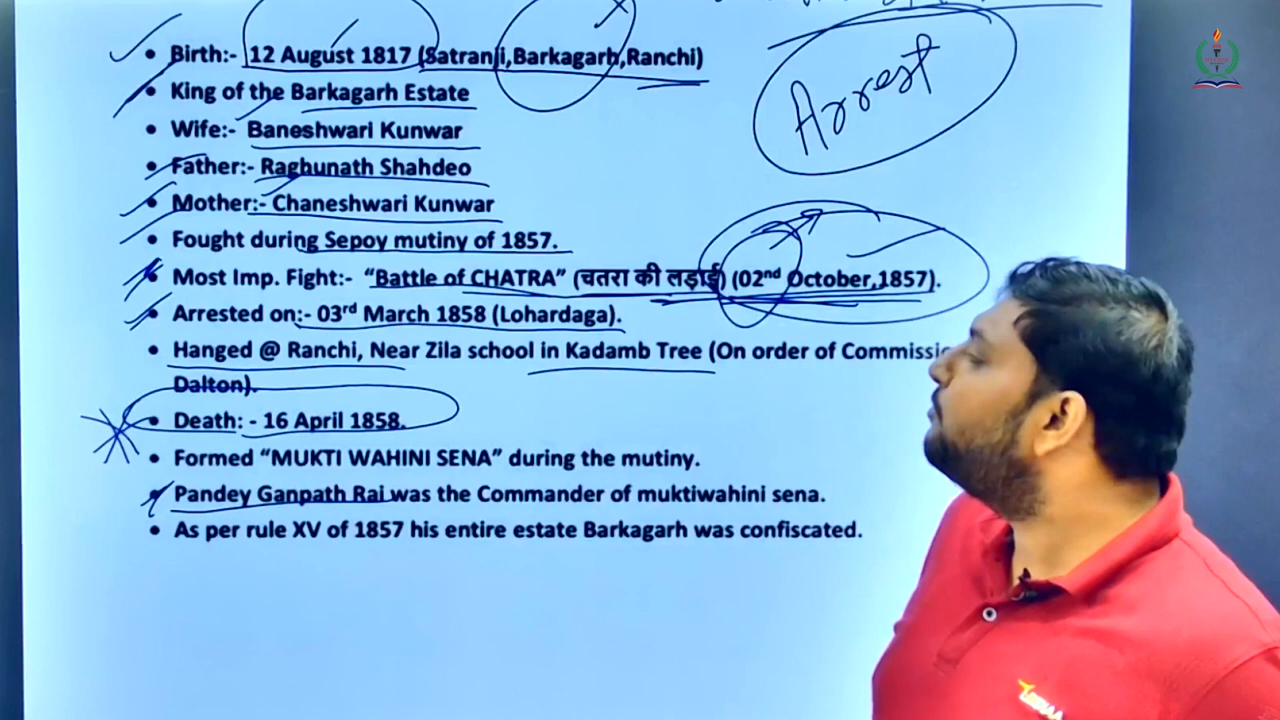 • Birth:- 12 August 1817 (Satranji,Barkagarh,Ranchi)
• King of the Barkagarh Estate
Arrest
• Wife:- Baneshwari Kunwar
• Father:- Raghunath Shahdeo
• Mother:- Chaneshwari Kunwar
• Fought during Sepoy mutiny of 1857.
• Most Imp. Fight:- “Battle of CHATRA” (चतरा की लड़ाई) (02nd October,1857).
• Arrested on:- 03rd March 1858 (Lohardaga).
• Hanged @ Ranchi, Near Zila school in Kadamb Tree (On order of
Dalton).
• Death: - 16 April 1858.
• Formed “MUKTI WAHINI SENA” during the mutiny.
• Pandey Ganpath Rai was the Commander of muktiwahini sena.
• As per rule XV of 1857 his entire estate Barkagarh was confiscated.